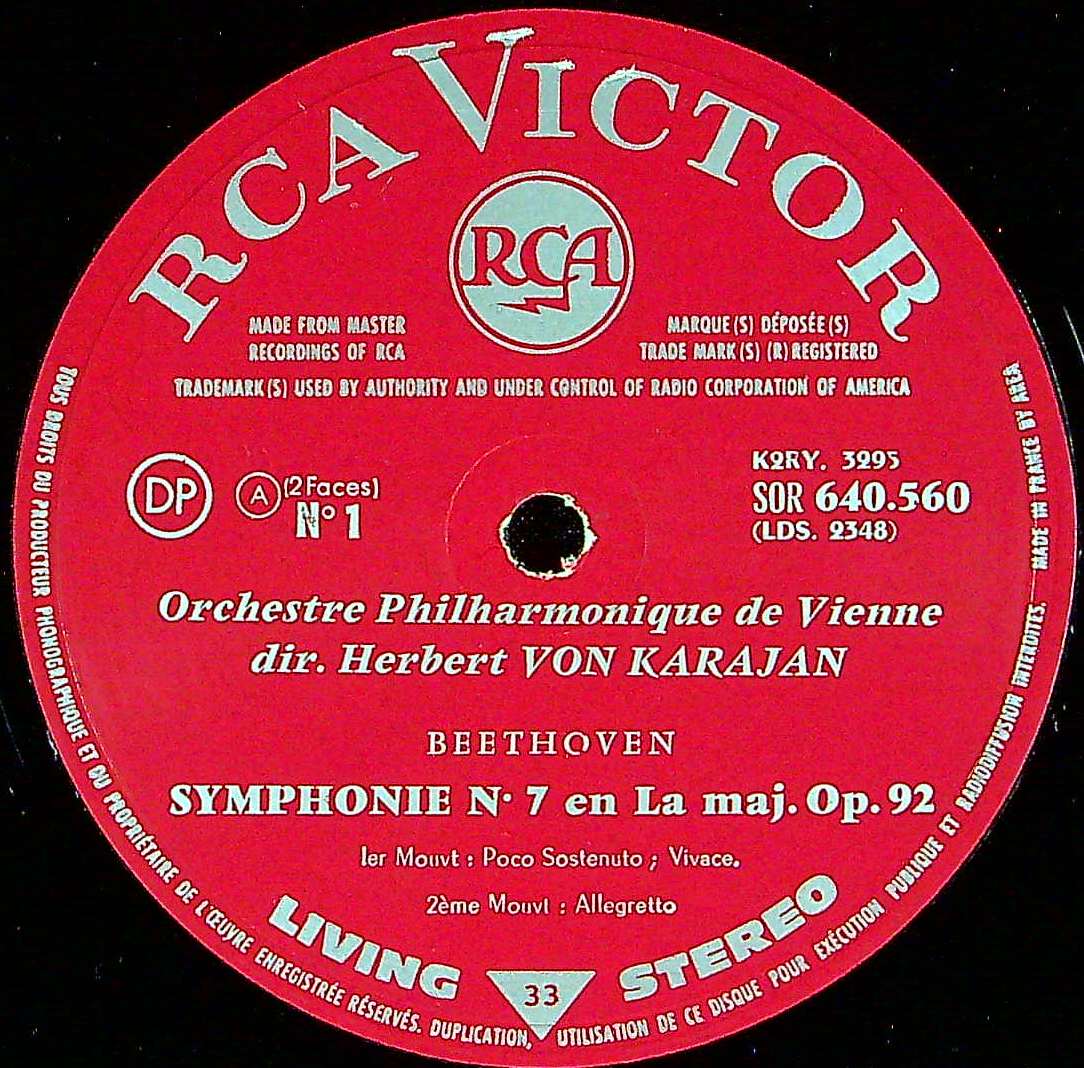 RCA VICTOR
RCA
MADE FROM MASTER
RECORDINGS OF RCA
MARQUE(S) DÉPOSÉE(S)
TRADE MARK(S) (R) REGISTERED
TRADEMARK(S) USED BY AUTHORITY AND UNDER CONTROL OF RADIO CORPORATION OF AMERICA
DP
A (2 Faces)
N° 1
K2RY. 3295
SOR 640.560
(LDS. 2348)
Orchestre Philharmonique de Vienne
dir. Herbert VON KARAJAN
BEETHOVEN
SYMPHONIE N· 7 en La maj. Op. 92
1er Mouvt : Poco Sostenuto ; Vivace.
2ème Mouvt : Allegretto
LIVING STEREO
33
TOUS DROITS DU PRODUCTEUR PHONOGRAPHIQUE ET DU PROPRIÉTAIRE DE L'ŒUVRE ENREGISTRÉE RÉSERVÉS. DUPLICATION, UTILISATION DE CE DISQUE POUR EXÉCUTION PUBLIQUE ET RADIODIFFUSION INTERDITES. MADE IN FRANCE BY AREA